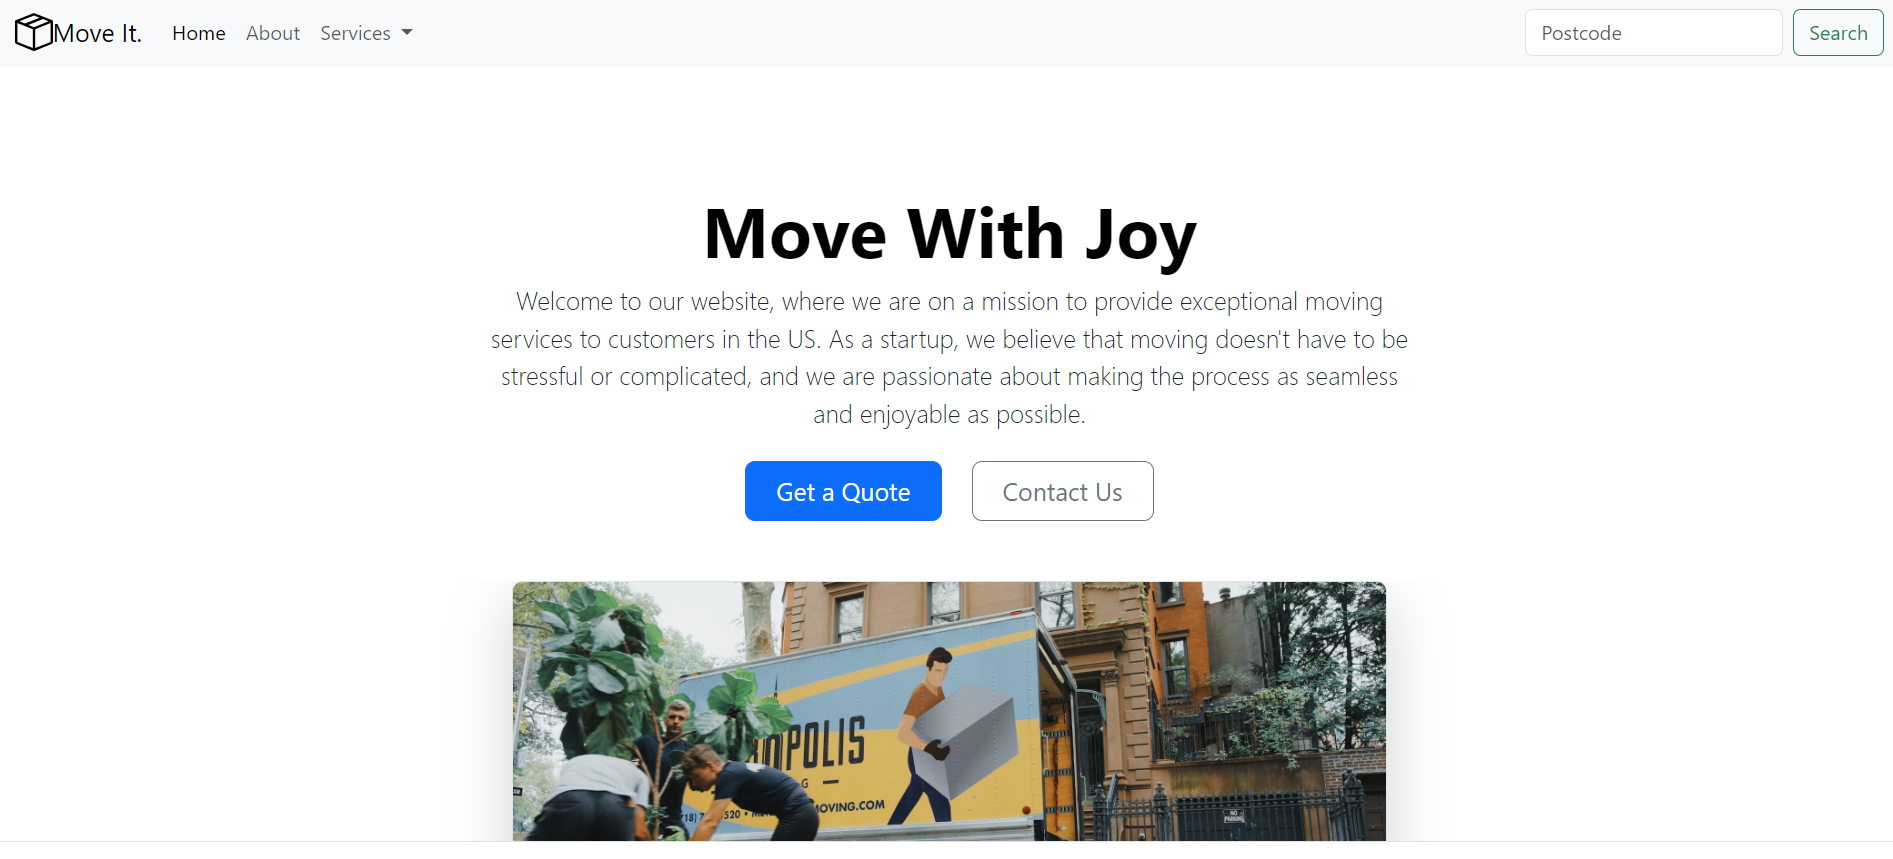 Move It.
Home
About
Services
Postcode
Search
Move With Joy
Welcome to our website, where we are on a mission to provide exceptional moving
services to customers in the US. As a startup, we believe that moving doesn't have to be
stressful or complicated, and we are passionate about making the process as seamless
and enjoyable as possible.
Get a Quote
Contact Us
POLIS
G
MOVING.COM
NO
PARKING